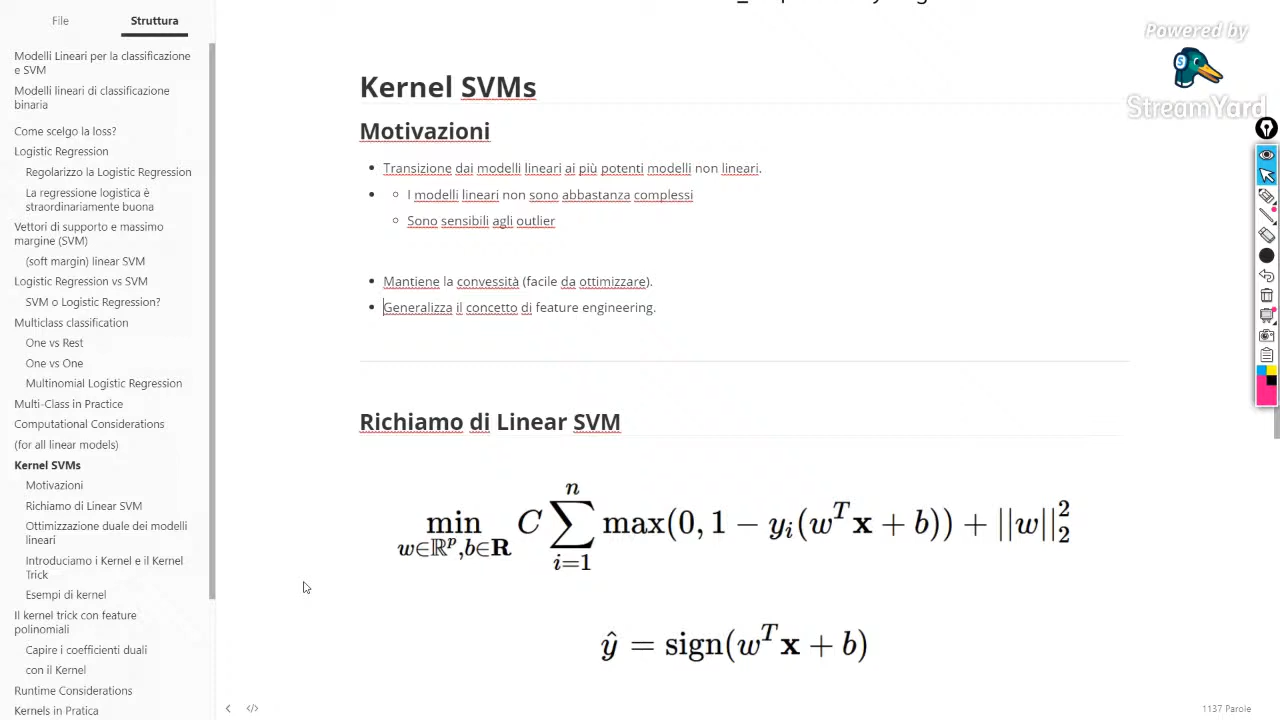 File
Struttura
Modelli Lineari per la classificazione
e SVM
Modelli lineari di classificazione
binaria
Come scelgo la loss?
Logistic Regression
Regolarizzo la Logistic Regression
La regressione logistica è
straordinariamente buona
Vettori di supporto e massimo
margine (SVM)
(soft margin) linear SVM
Logistic Regression vs SVM
SVM o Logistic Regression?
Multiclass classification
One vs Rest
One vs One
Multinomial Logistic Regression
Multi-Class in Practice
Computational Considerations
(for all linear models)
Kernel SVMs
Motivazioni
Richiamo di Linear SVM
Ottimizzazione duale dei modelli
lineari
Introduciamo i Kernel e il Kernel
Trick
Esempi di kernel
Il kernel trick con feature
polinomiali
Capire i coefficienti duali
con il Kernel
Runtime Considerations
Kernels in Pratica
Kernel SVMs
Motivazioni
• Transizione dai modelli lineari ai più potenti modelli non lineari.
• ◦ I modelli lineari non sono abbastanza complessi
◦ Sono sensibili agli outlier
• Mantiene la convessità (facile da ottimizzare).
• Generalizza il concetto di feature engineering.
Richiamo di Linear SVM
min_{w∈ℝ^p,b∈𝐑} C ∑_{i=1}^{n} max(0, 1 − y_i(w^T 𝐱 + b)) + ||w||_2^2
ŷ = sign(w^T 𝐱 + b)
1137 Parole
Powered by
StreamYard